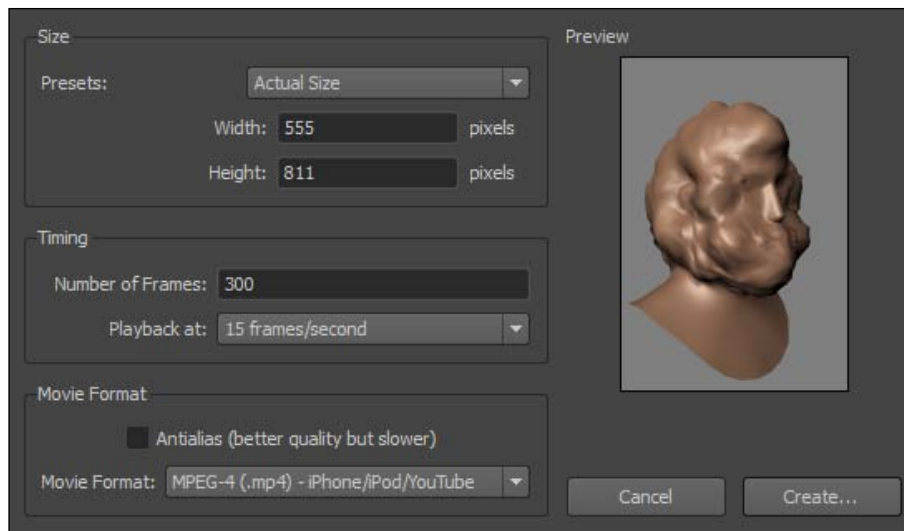 Size
Presets: Actual Size
Width: 555 pixels
Height: 811 pixels
Timing
Number of Frames: 300
Playback at: 15 frames/second
Movie Format
Antialias (better quality but slower)
Movie Format: MPEG-4 (.mp4) - iPhone/iPod/YouTube
Preview
Cancel
Create...